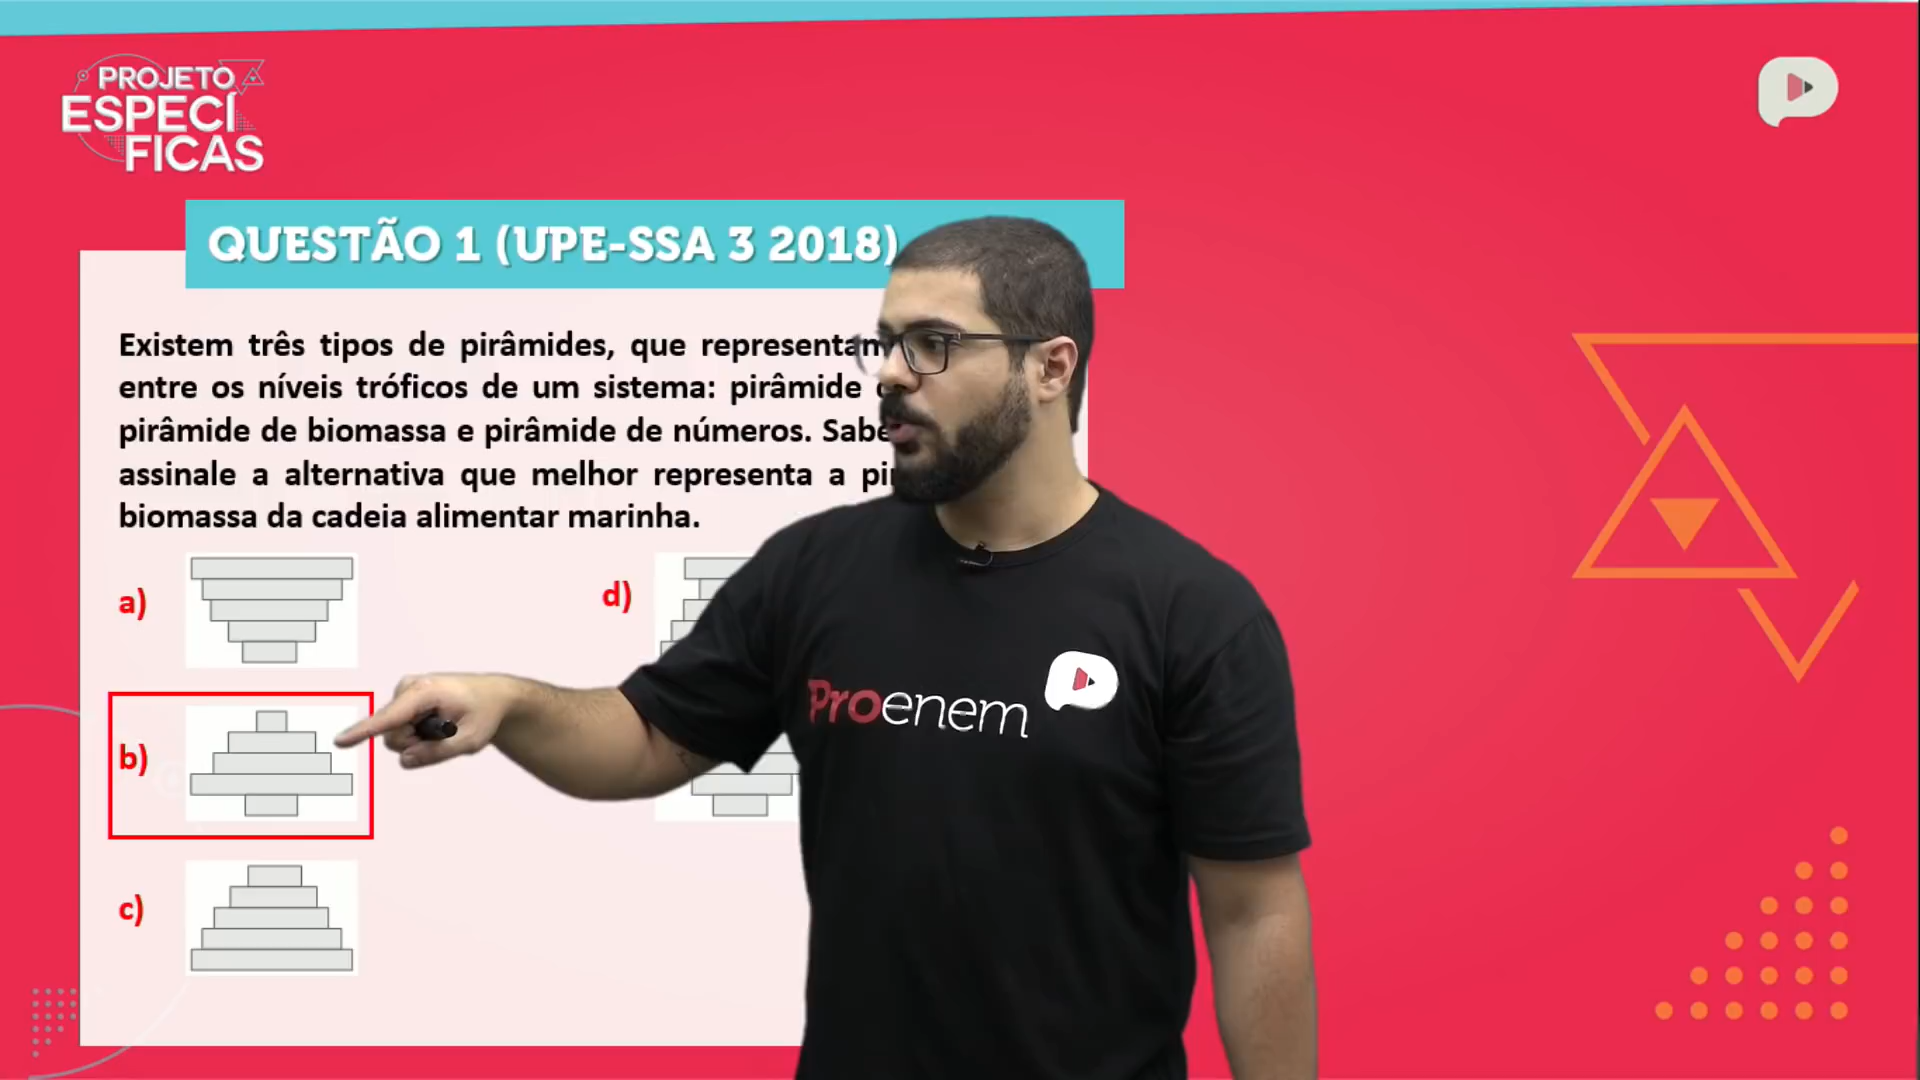 PROJETO
ESPECÍ
FICAS
QUESTÃO 1 (UPE-SSA 3 2018)
Existem três tipos de pirâmides, que representam
entre os níveis tróficos de um sistema: pirâmide
pirâmide de biomassa e pirâmide de números.
assinale a alternativa que melhor representa a
biomassa da cadeia alimentar marinha.
a)
d)
b)
c)
Proenem